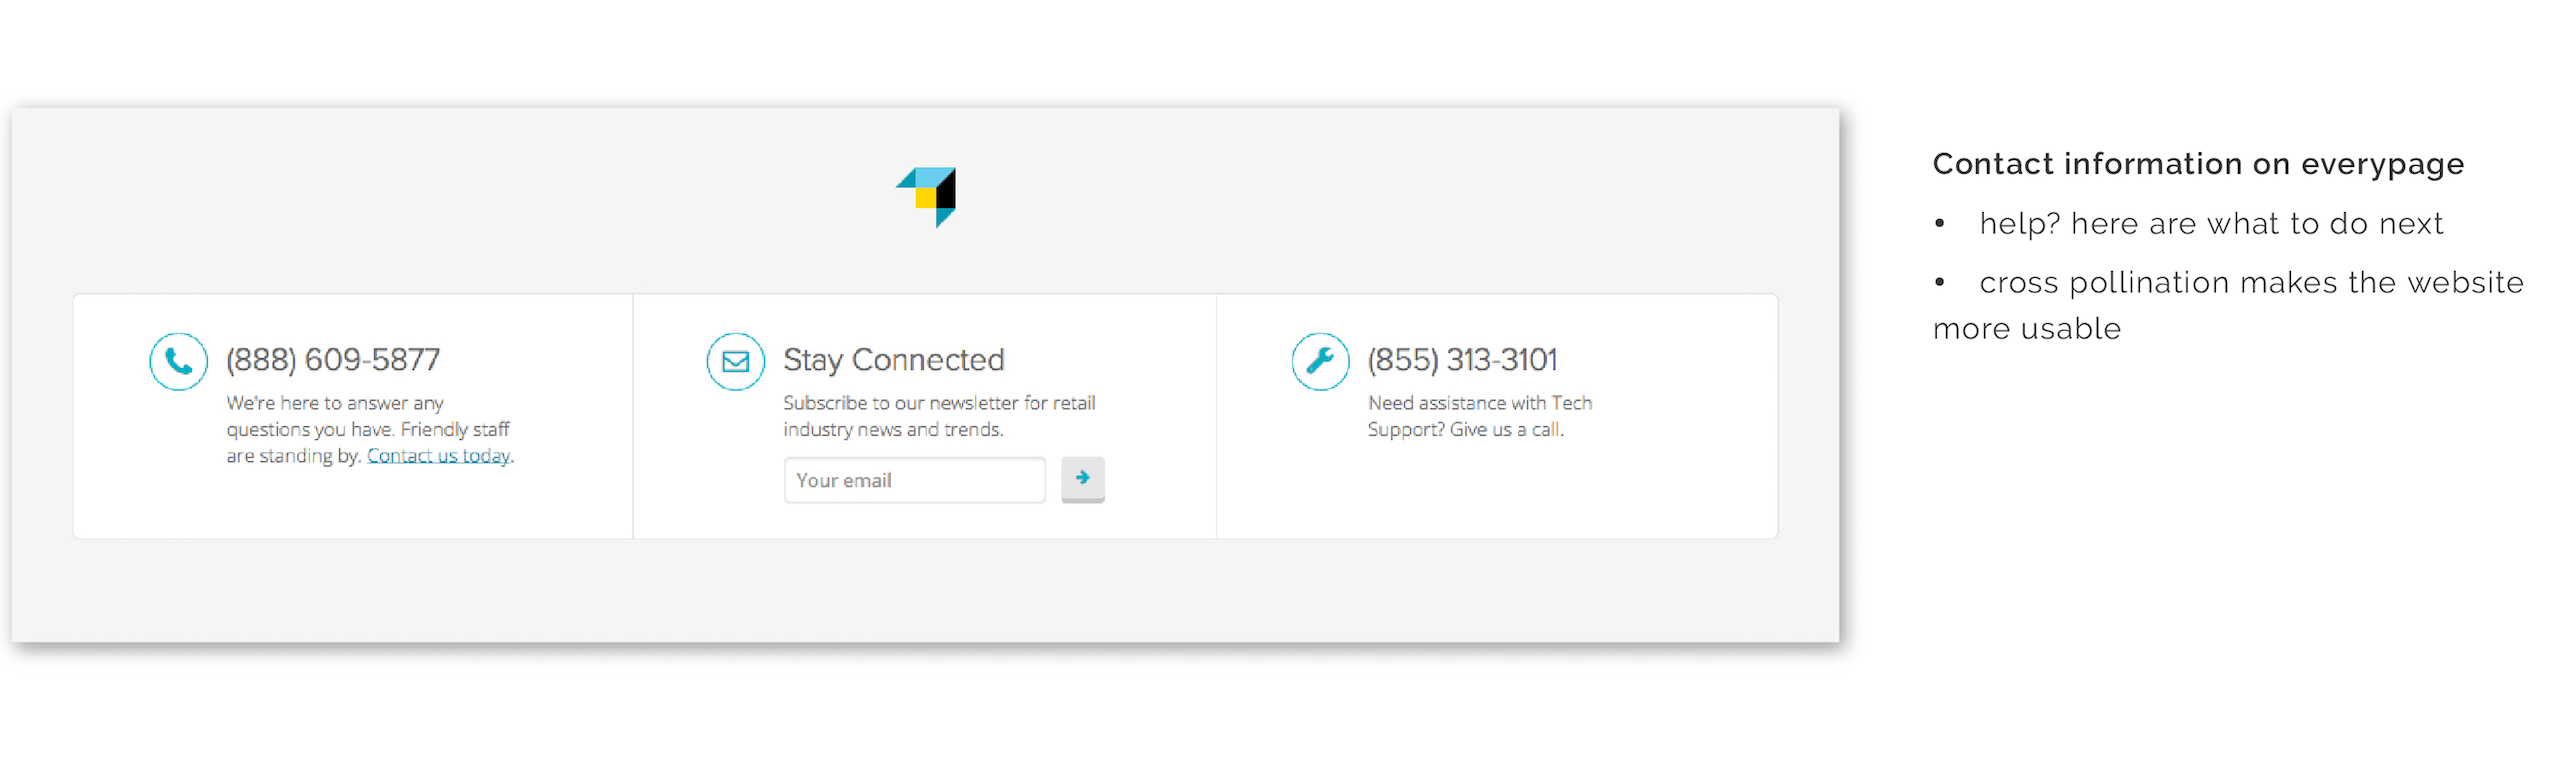 (888) 609-5877
We're here to answer any
questions you have. Friendly staff
are standing by. Contact us today.
Stay Connected
Subscribe to our newsletter for retail
industry news and trends.
Your email
(855) 313-3101
Need assistance with Tech
Support? Give us a call.
Contact information on everypage
• help? here are what to do next
• cross pollination makes the website
more usable